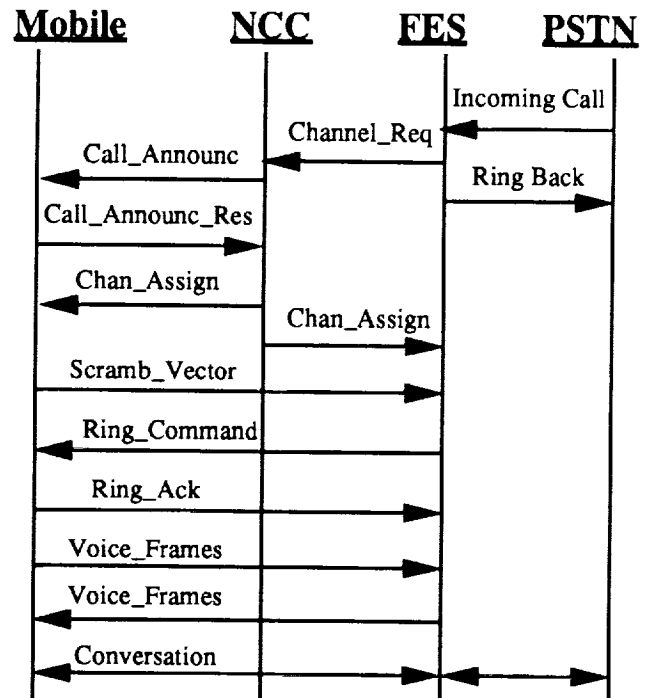 Mobile NCC FES PSTN
Incoming Call
Channel_Req
Call_Announc
Ring Back
Call_Announc_Res
Chan_Assign
Chan_Assign
Scramb_Vector
Ring_Command
Ring_Ack
Voice_Frames
Voice_Frames
Conversation